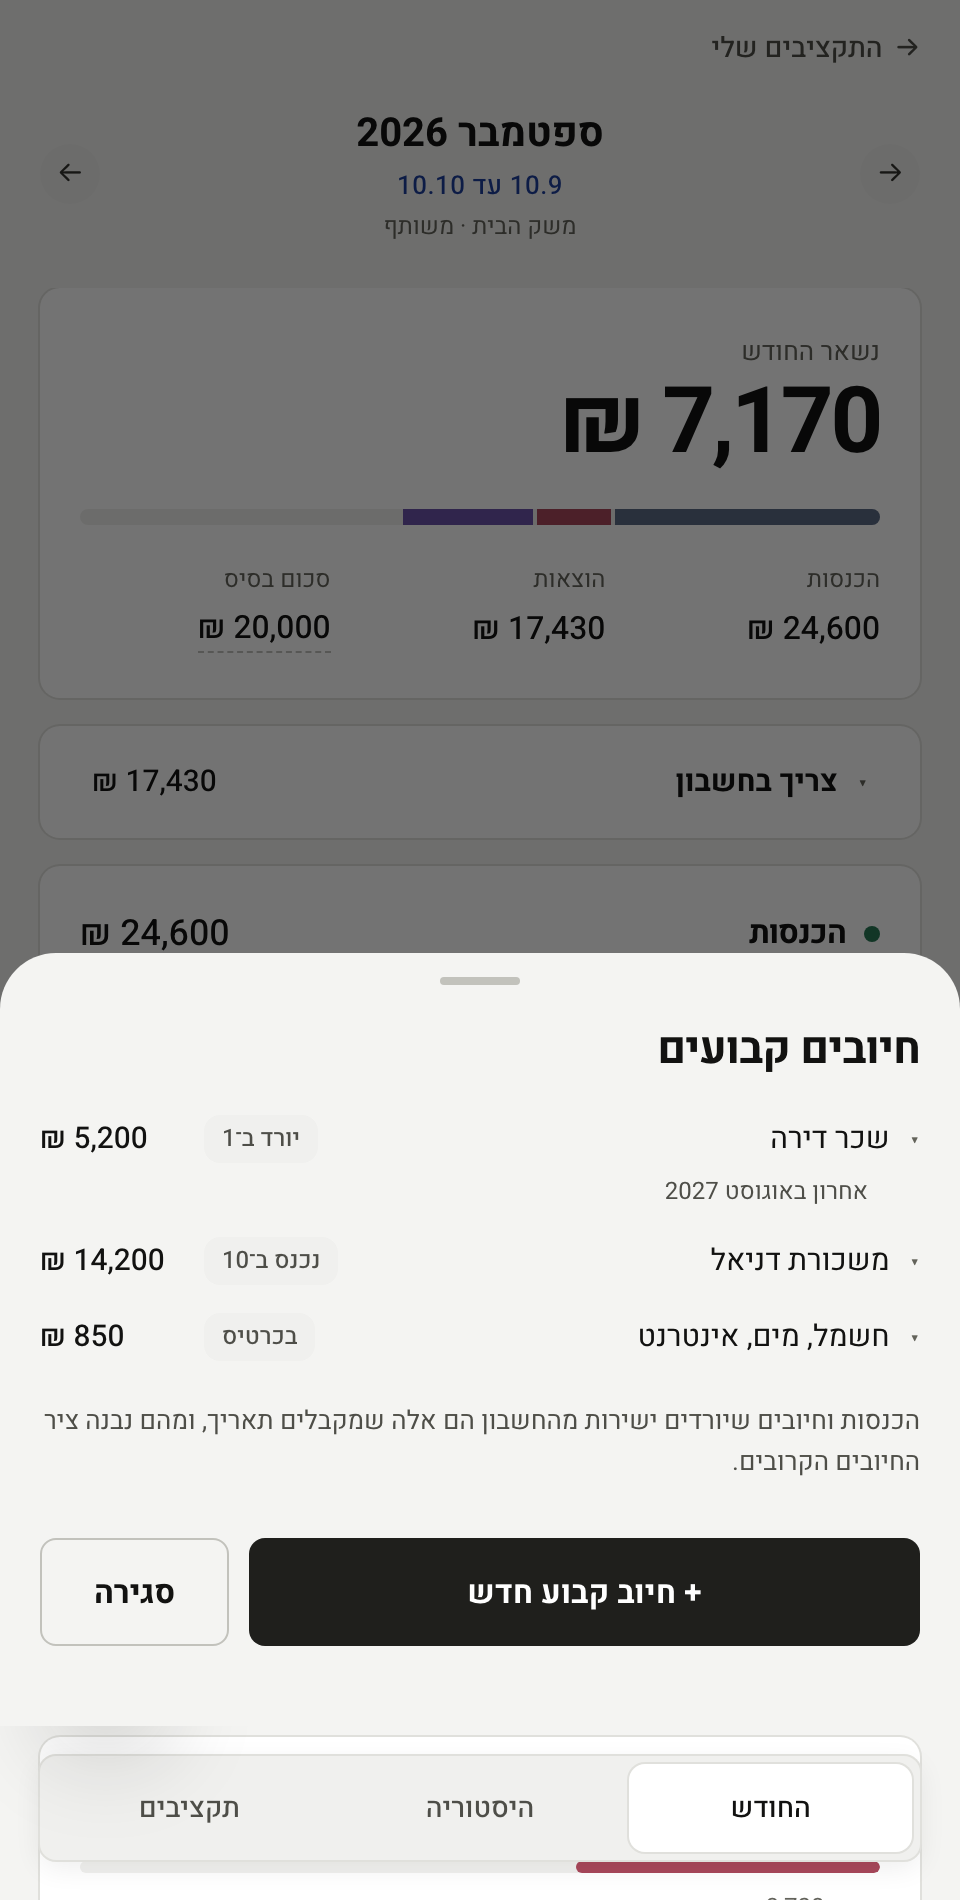 → התקציבים שלי
ספטמבר 2026
10.9 עד 10.10
משק הבית · משותף
נשאר החודש
7,170 ₪
הכנסות הוצאות סכום בסיס
24,600 ₪ 17,430 ₪ 20,000 ₪
צריך בחשבון 17,430 ₪
הכנסות 24,600 ₪
חיובים קבועים
שכר דירה יורד ב־1 5,200 ₪
אחרון באוגוסט 2027
משכורת דניאל נכנס ב־10 14,200 ₪
חשמל, מים, אינטרנט בכרטיס 850 ₪
הכנסות וחיובים שיורדים ישירות מהחשבון הם אלה שמקבלים תאריך, ומהם נבנה ציר
החיובים הקרובים.
+ חיוב קבוע חדש סגירה
החודש היסטוריה תקציבים